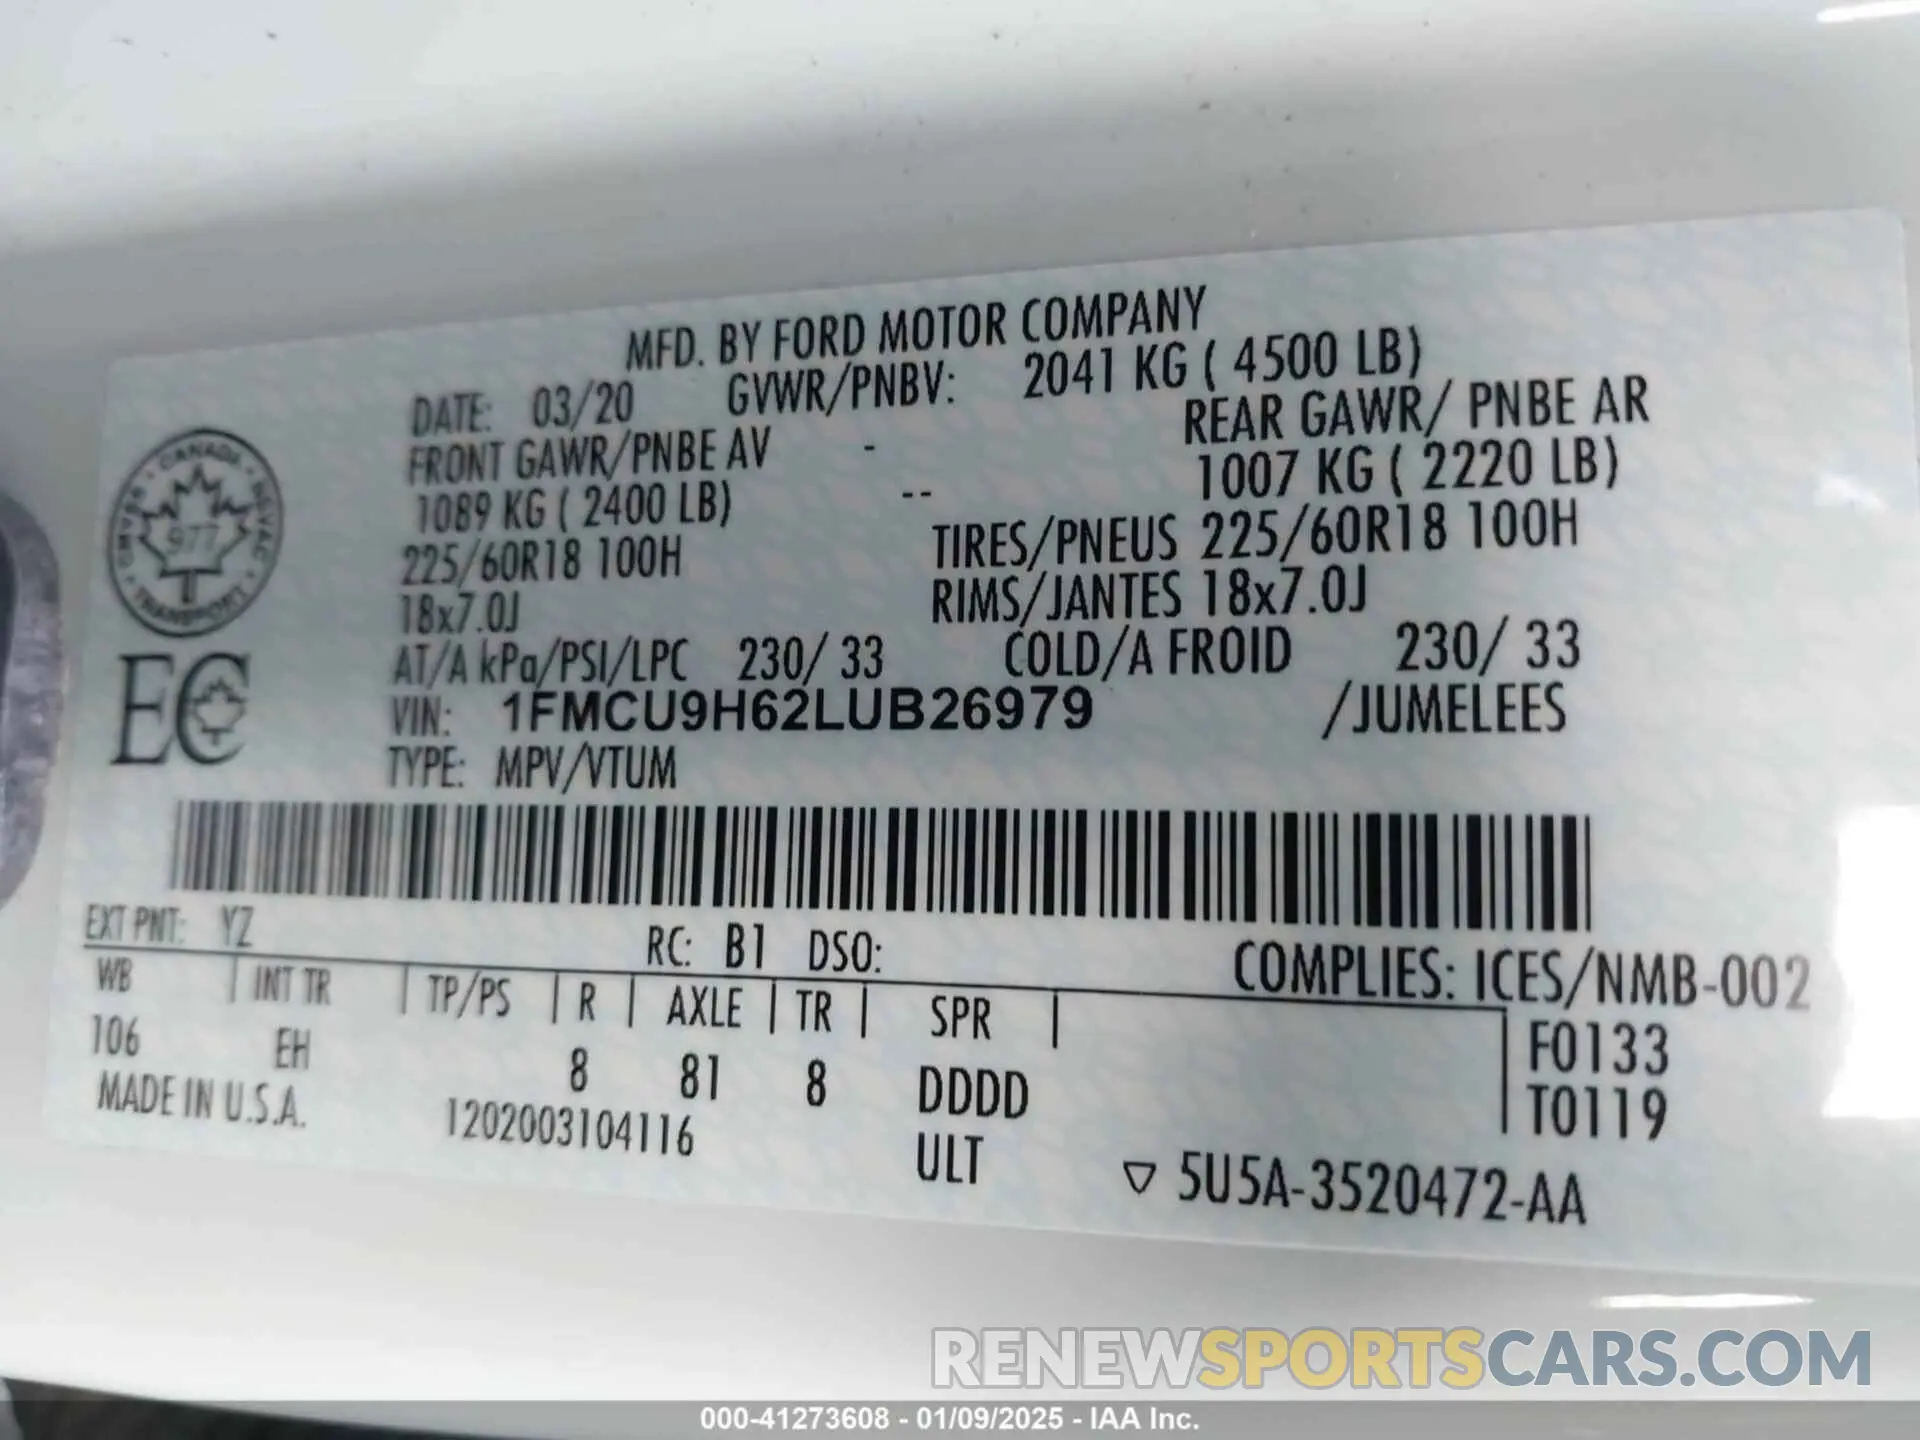 MFD. BY FORD MOTOR COMPANY
DATE: 03/20 GVWR/PNBV: 2041 KG ( 4500 LB)
FRONT GAWR/PNBE AV - REAR GAWR/ PNBE AR
1089 KG ( 2400 LB) -- 1007 KG ( 2220 LB)
225/60R18 100H TIRES/PNEUS 225/60R18 100H
18x7.0J RIMS/JANTES 18x7.0J
AT/A kPa/PSI/LPC 230/ 33 COLD/A FROID 230/ 33
VIN: 1FMCU9H62LUB26979 /JUMELEES
TYPE: MPV/VTUM
CANADA
977
TRANSPORT
EC
EXT PNT: YZ RC: B1 DSO: COMPLIES: ICES/NMB-002
WB | INT TR | TP/PS | R | AXLE | TR | SPR |
106 EH 8 81 8 DDDD
F0133
T0119
MADE IN U.S.A. 1202003104116 ULT ▽ 5U5A-3520472-AA
RENEWSPORTSCARS.COM
000-41273608 - 01/09/2025 - IAA Inc.